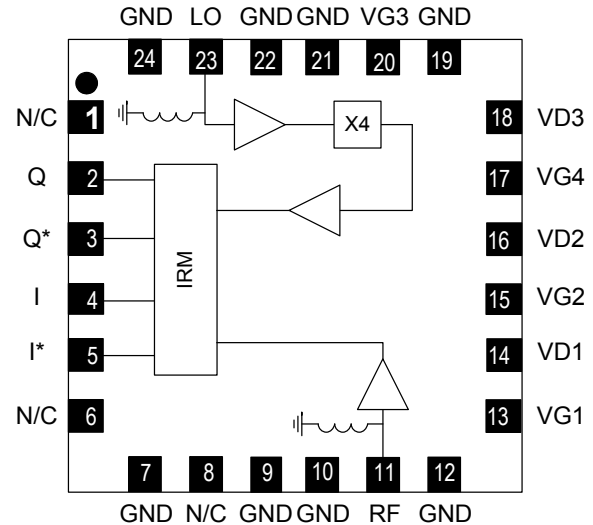 GND LO GND GND VG3 GND
24 23 22 21 20 19
N/C 1 X4 18 VD3
Q 2 17 VG4
Q* 3 IRM 16 VD2
I 4 15 VG2
I* 5 14 VD1
N/C 6 13 VG1
7 8 9 10 11 12
GND N/C GND GND RF GND